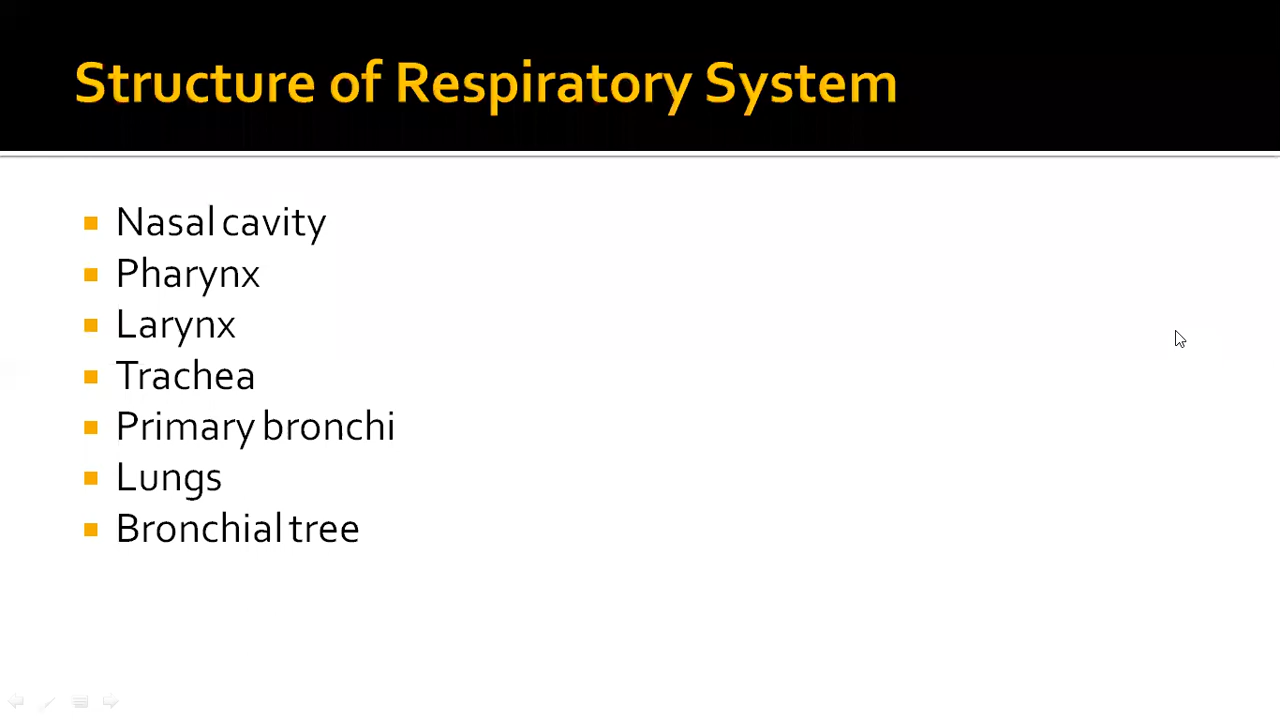 Structure of Respiratory System
Nasal cavity
Pharynx
Larynx
Trachea
Primary bronchi
Lungs
Bronchial tree